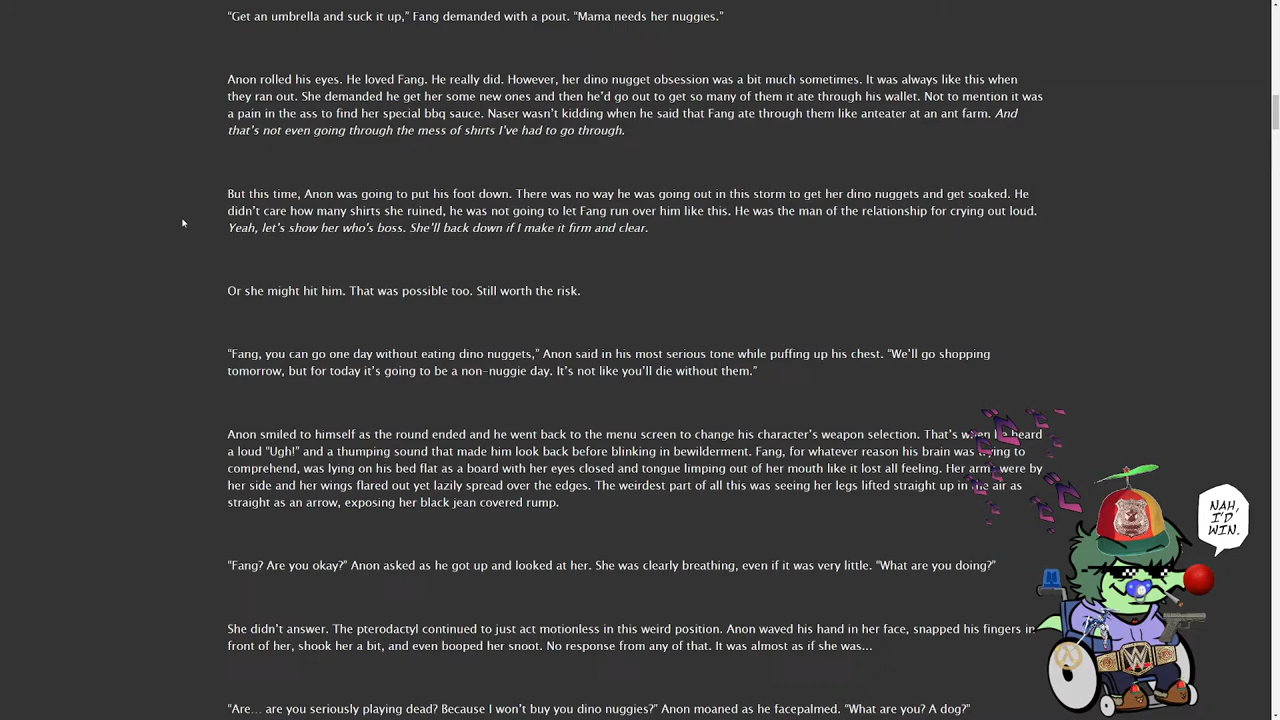 “Get an umbrella and suck it up,” Fang demanded with a pout. “Mama needs her nuggies.”
Anon rolled his eyes. He loved Fang. He really did. However, her dino nugget obsession was a bit much sometimes. It was always like this when
they ran out. She demanded he get her some new ones and then he’d go out to get so many of them it ate through his wallet. Not to mention it was
a pain in the ass to find her special bbq sauce. Naser wasn’t kidding when he said that Fang ate through them like anteater at an ant farm. And
that’s not even going through the mess of shirts I’ve had to go through.
But this time, Anon was going to put his foot down. There was no way he was going out in this storm to get her dino nuggets and get soaked. He
didn’t care how many shirts she ruined, he was not going to let Fang run over him like this. He was the man of the relationship for crying out loud.
Yeah, let’s show her who’s boss. She’ll back down if I make it firm and clear.
Or she might hit him. That was possible too. Still worth the risk.
“Fang, you can go one day without eating dino nuggets,” Anon said in his most serious tone while puffing up his chest. “We’ll go shopping
tomorrow, but for today it’s going to be a non-nuggie day. It’s not like you’ll die without them.”
Anon smiled to himself as the round ended and he went back to the menu screen to change his character’s weapon selection. That’s when he heard
a loud “Ugh!” and a thumping sound that made him look back before blinking in bewilderment. Fang, for whatever reason his brain was trying to
comprehend, was lying on his bed flat as a board with her eyes closed and tongue limping out of her mouth like it lost all feeling. Her arms were by
her side and her wings flared out yet lazily spread over the edges. The weirdest part of all this was seeing her legs lifted straight up in the air as
straight as an arrow, exposing her black jean covered rump.
NAH,
I'D
WIN.
“Fang? Are you okay?” Anon asked as he got up and looked at her. She was clearly breathing, even if it was very little. “What are you doing?”
She didn’t answer. The pterodactyl continued to just act motionless in this weird position. Anon waved his hand in her face, snapped his fingers in
front of her, shook her a bit, and even booped her snoot. No response from any of that. It was almost as if she was...
“Are… are you seriously playing dead? Because I won’t buy you dino nuggies?” Anon moaned as he facepalmed. “What are you? A dog?”